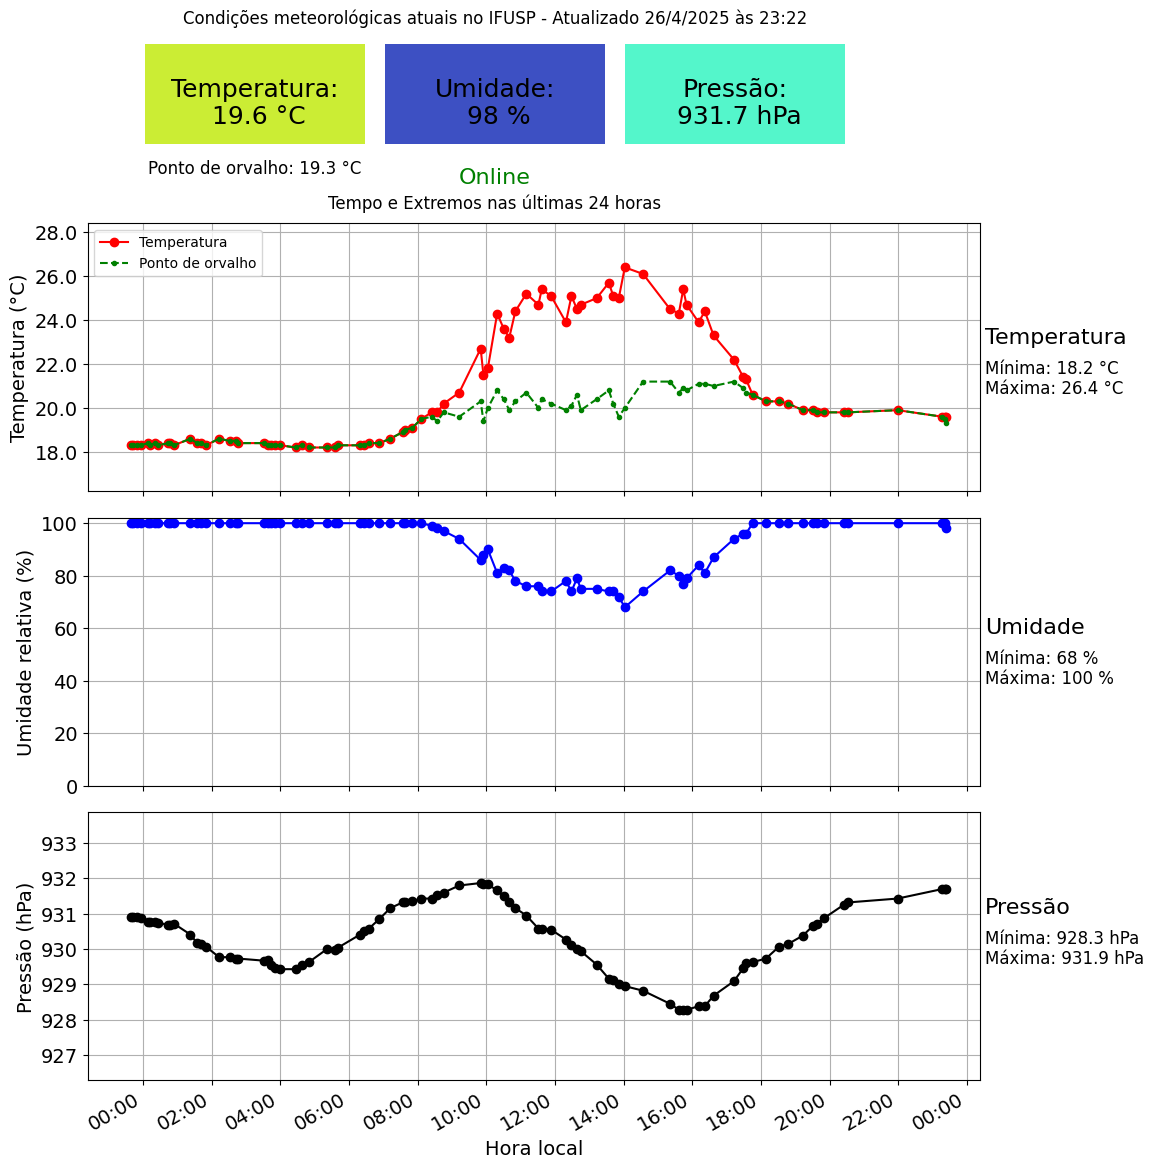 Condições meteorológicas atuais no IFUSP - Atualizado 26/4/2025 às 23:22
Temperatura:
19.6 °C
Umidade:
98 %
Pressão:
931.7 hPa
Ponto de orvalho: 19.3 °C
Online
Tempo e Extremos nas últimas 24 horas
Temperatura (°C)
28.0
26.0
24.0
22.0
20.0
18.0
Temperatura
Ponto de orvalho
Temperatura
Mínima: 18.2 °C
Máxima: 26.4 °C
Umidade relativa (%)
100
80
60
40
20
0
Umidade
Mínima: 68 %
Máxima: 100 %
Pressão (hPa)
933
932
931
930
929
928
927
Pressão
Mínima: 928.3 hPa
Máxima: 931.9 hPa
00:00
02:00
04:00
06:00
08:00
10:00
12:00
14:00
16:00
18:00
20:00
22:00
00:00
Hora local